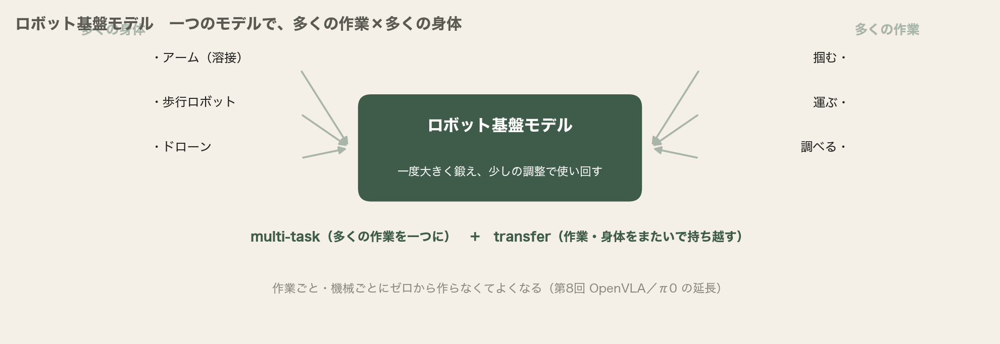 ロボット基盤モデル　一つのモデルで、多くの作業×多くの身体
多くの身体
多くの作業
・アーム（溶接）
掴む・
・歩行ロボット
運ぶ・
・ドローン
調べる・
ロボット基盤モデル
一度大きく鍛え、少しの調整で使い回す
multi-task（多くの作業を一つに）　＋　transfer（作業・身体をまたいで持ち越す）
作業ごと・機械ごとにゼロから作らなくてよくなる（第8回 OpenVLA／π0 の延長）